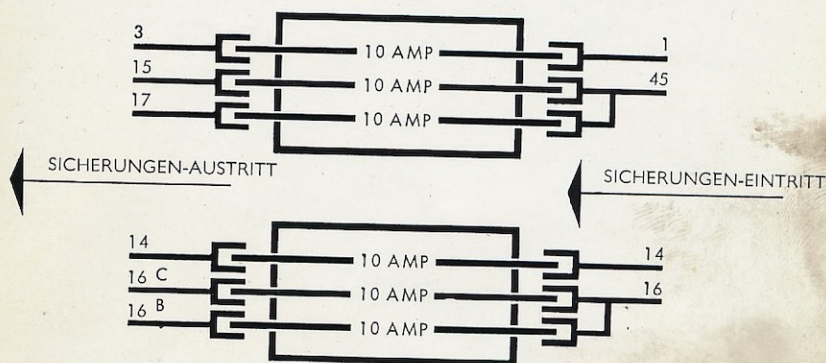 3 10 AMP 1
15 10 AMP 45
17 10 AMP
SICHERUNGEN-AUSTRITT SICHERUNGEN-EINTRITT
14 10 AMP 14
16 C 10 AMP 16
16 B 10 AMP